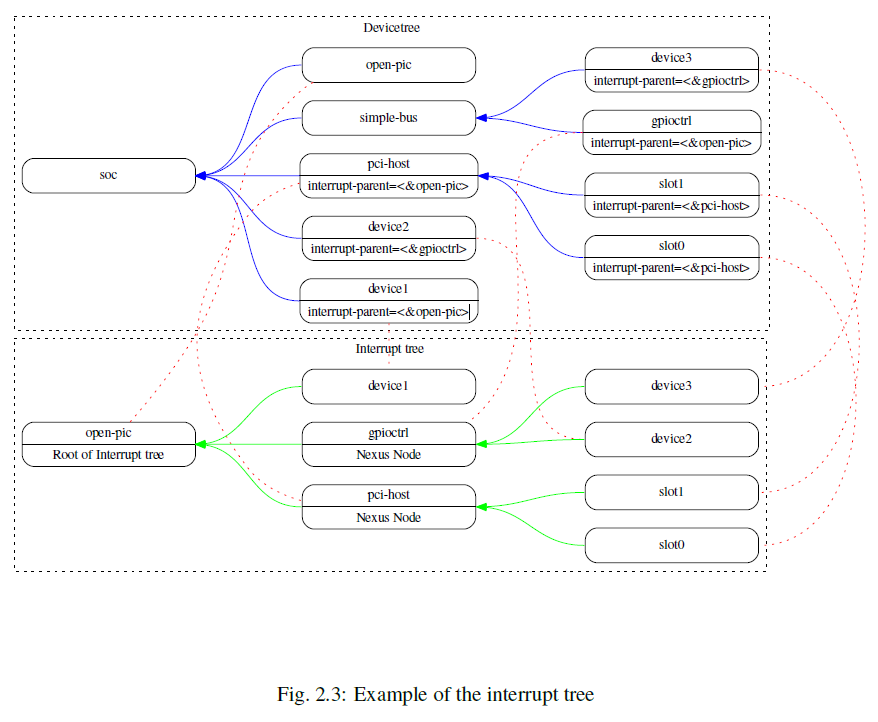 Devicetree
open-pic
device3
interrupt-parent=<&gpioctrl>
simple-bus
gpioctrl
interrupt-parent=<&open-pic>
soc
pci-host
interrupt-parent=<&open-pic>
slot1
interrupt-parent=<&pci-host>
device2
interrupt-parent=<&gpioctrl>
slot0
interrupt-parent=<&pci-host>
device1
interrupt-parent=<&open-pic>
Interrupt tree
device1
device3
open-pic
Root of Interrupt tree
gpioctrl
Nexus Node
device2
pci-host
Nexus Node
slot1
slot0
Fig. 2.3: Example of the interrupt tree